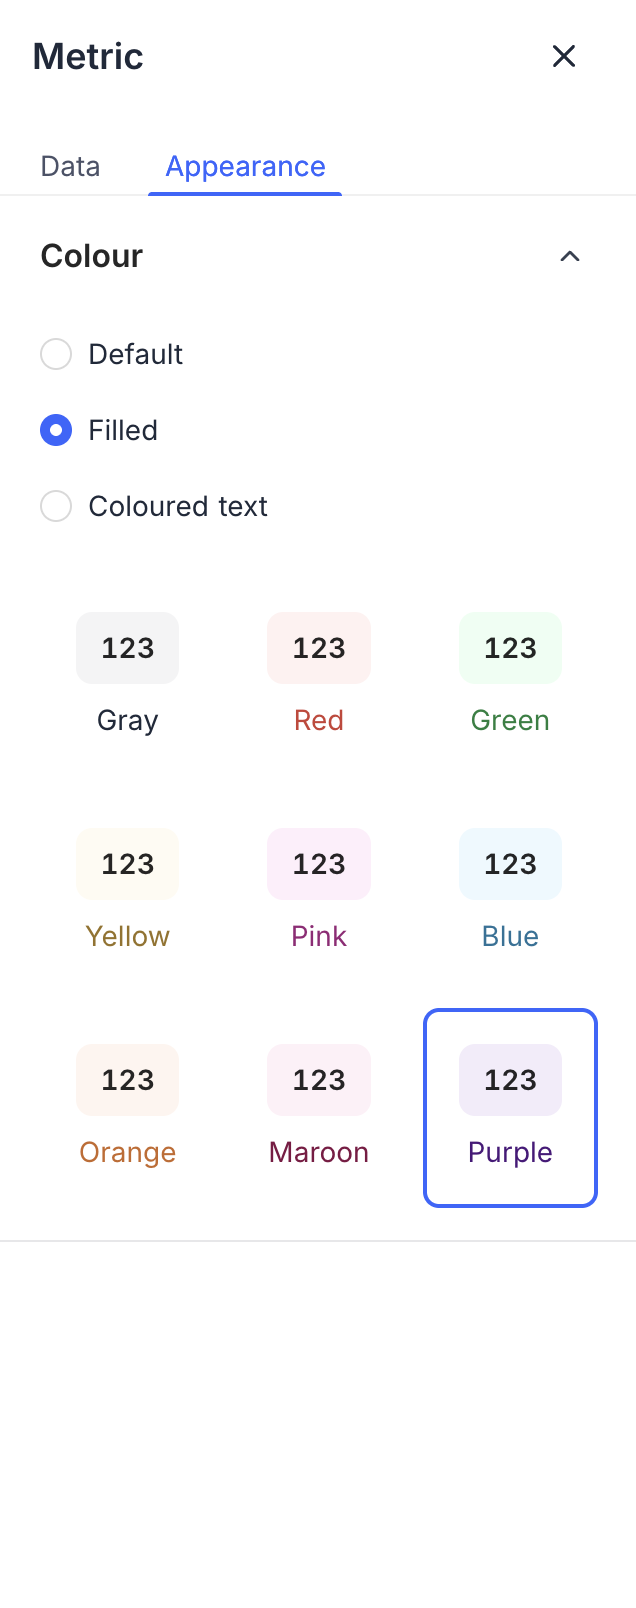 Metric
Data Appearance
Colour
Default
Filled
Coloured text
123 123 123
Gray Red Green
123 123 123
Yellow Pink Blue
123 123 123
Orange Maroon Purple